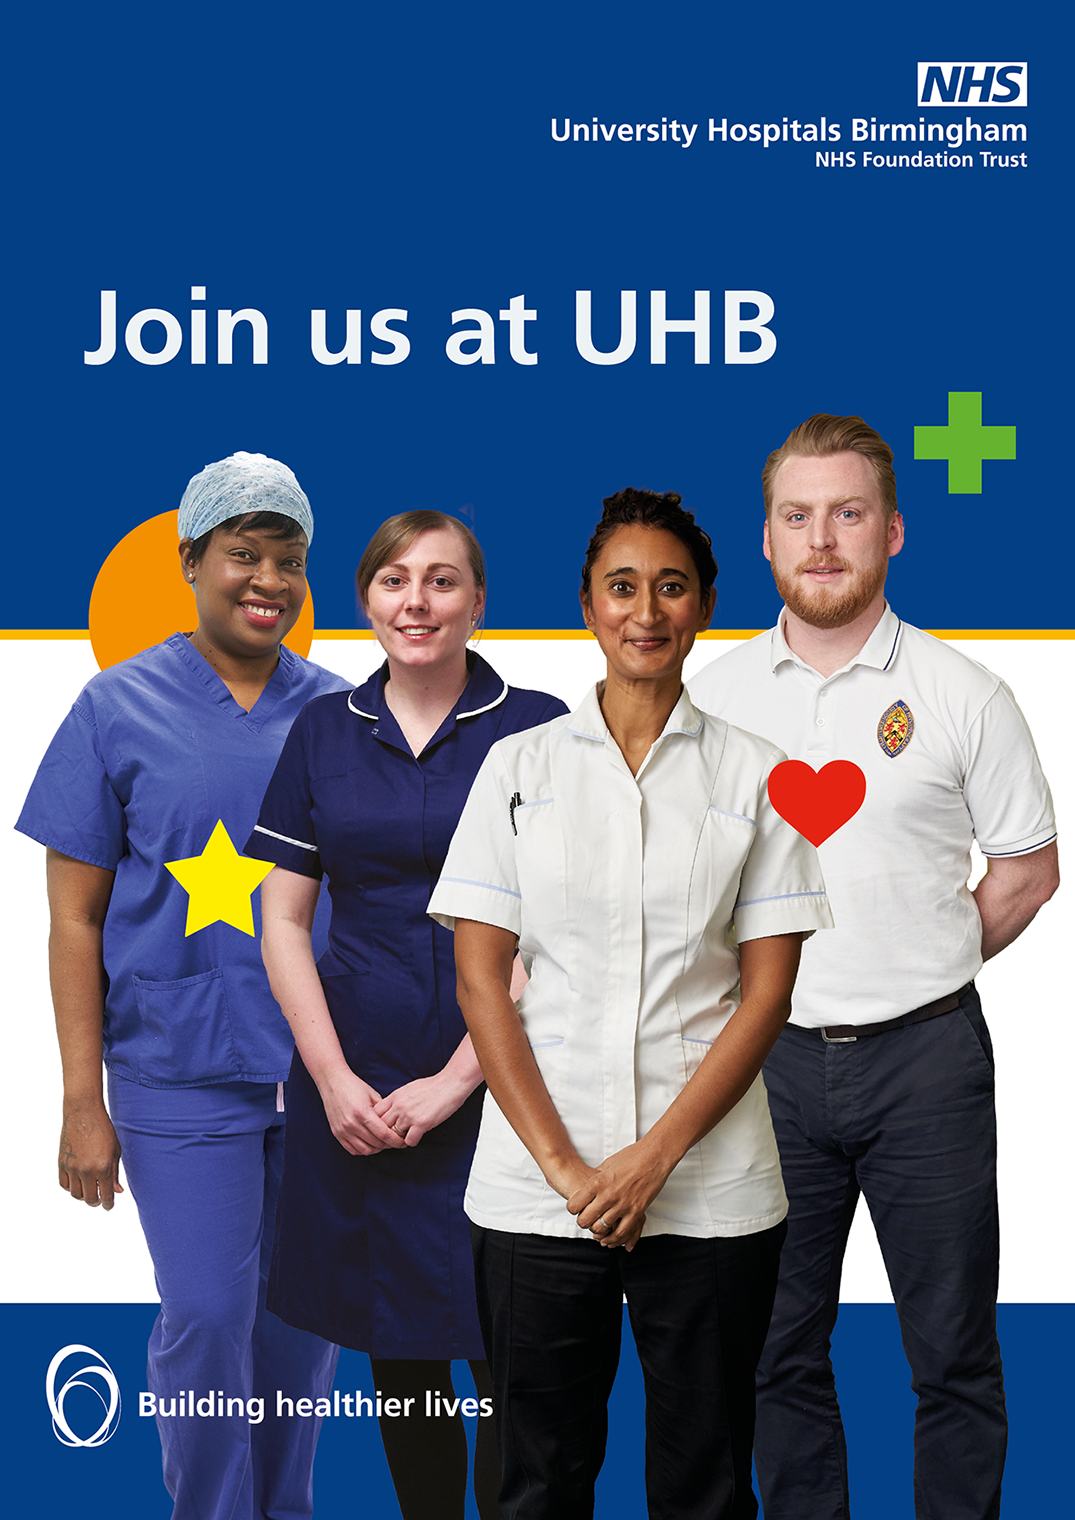 NHS
University Hospitals Birmingham
NHS Foundation Trust
Join us at UHB
Building healthier lives